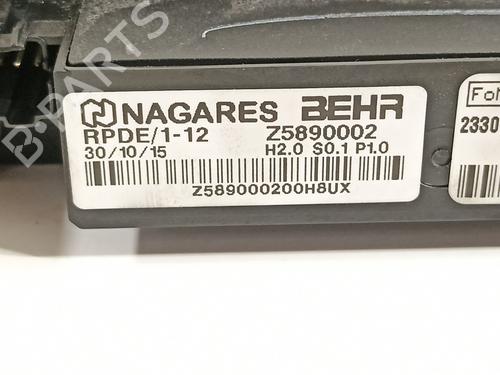 NAGARES BEHR
RPDE/1-12 Z5890002
30/10/15 H2.0 S0.1 P1.0
Z589000200H8UX
2330
B-PARTS